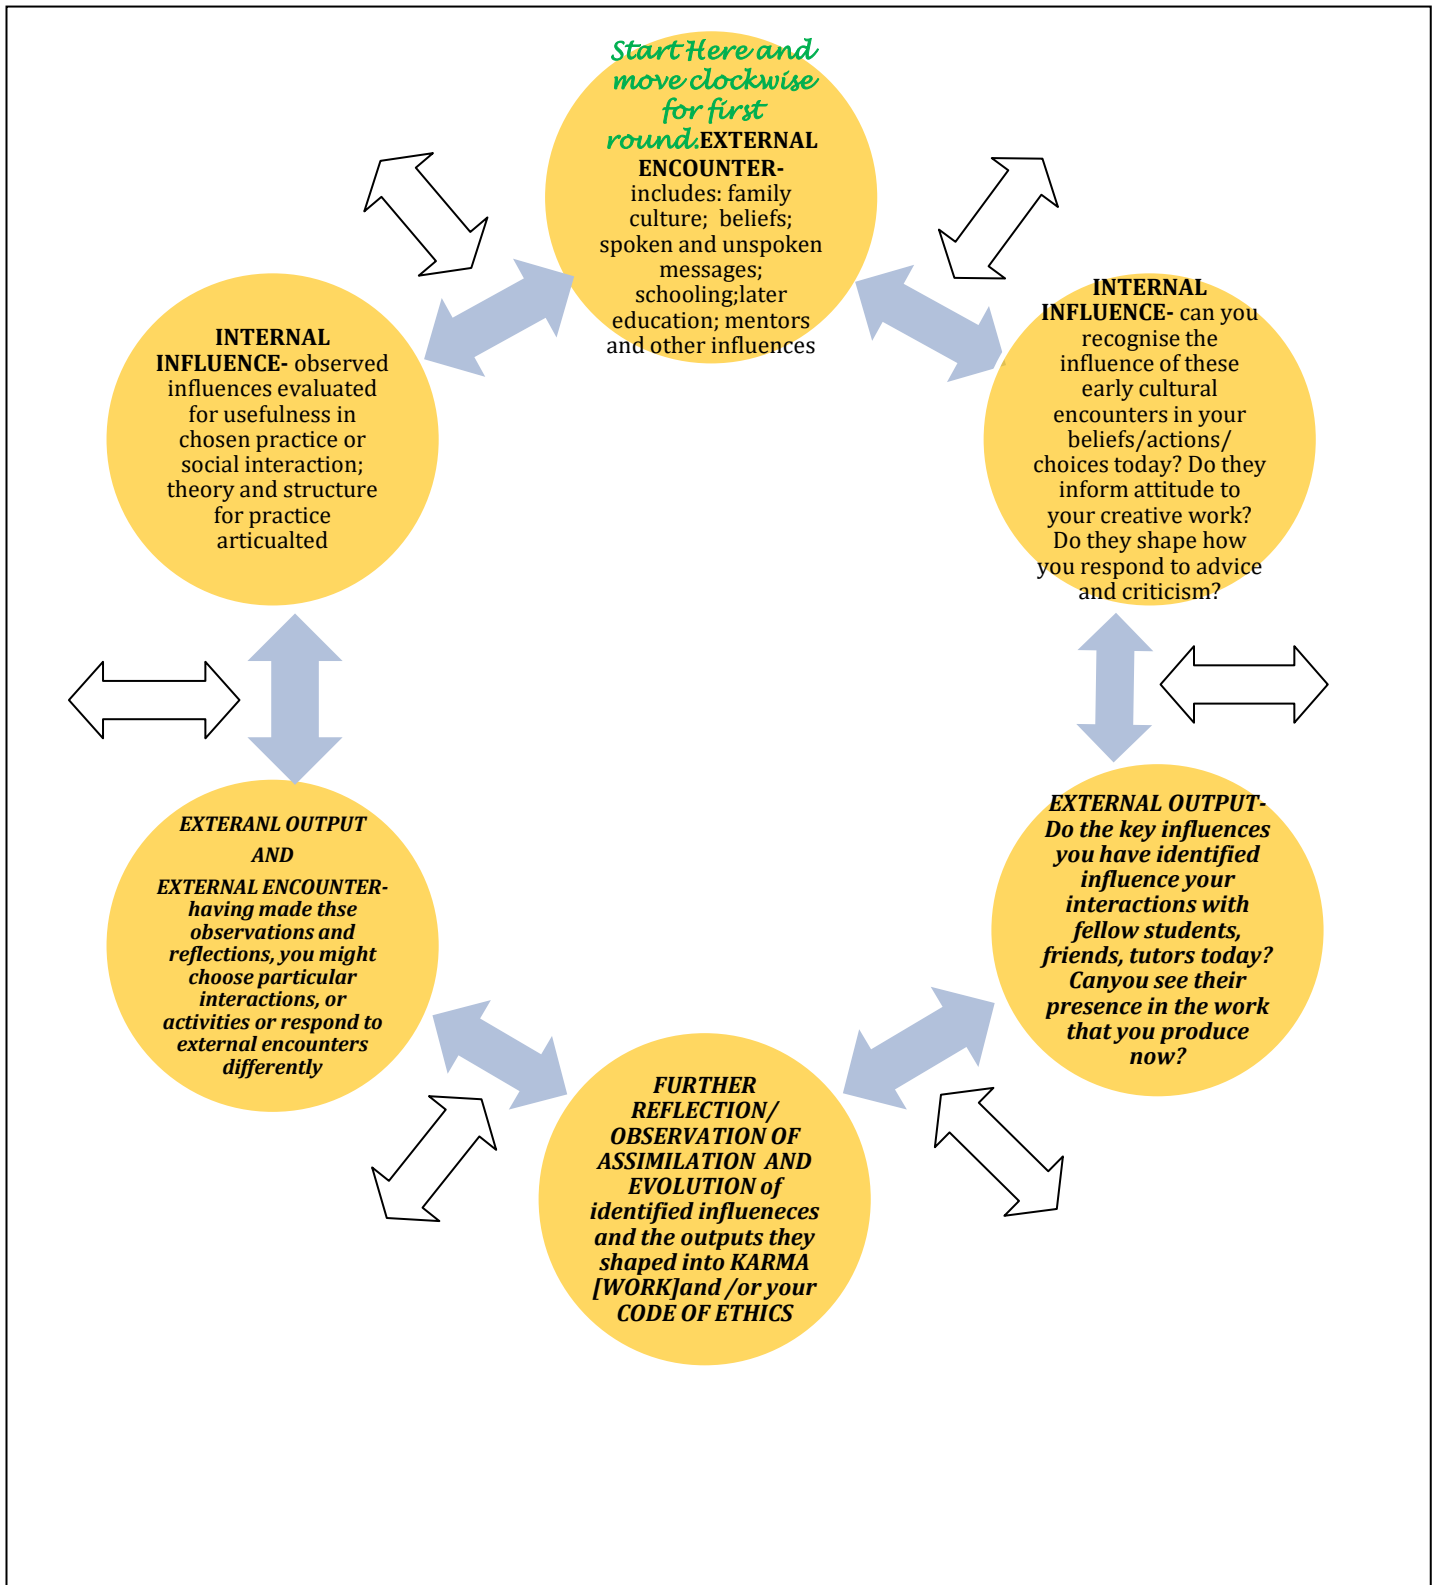 Start Here and
move clockwise
for first
round.EXTERNAL
ENCOUNTER-
includes: family
culture; beliefs;
spoken and unspoken
messages;
schooling;later
education; mentors
and other influences
INTERNAL
INFLUENCE- can you
recognise the
influence of these
early cultural
encounters in your
beliefs/actions/
choices today? Do they
inform attitude to
your creative work?
Do they shape how
you respond to advice
and criticism?
EXTERNAL OUTPUT-
Do the key influences
you have identified
influence your
interactions with
fellow students,
friends, tutors today?
Canyou see their
presence in the work
that you produce
now?
FURTHER
REFLECTION/
OBSERVATION OF
ASSIMILATION AND
EVOLUTION of
identified influeneces
and the outputs they
shaped into KARMA
[WORK]and /or your
CODE OF ETHICS
EXTERANL OUTPUT
AND
EXTERNAL ENCOUNTER-
having made thse
observations and
reflections, you might
choose particular
interactions, or
activities or respond to
external encounters
differently
INTERNAL
INFLUENCE- observed
influences evaluated
for usefulness in
chosen practice or
social interaction;
theory and structure
for practice
articualted